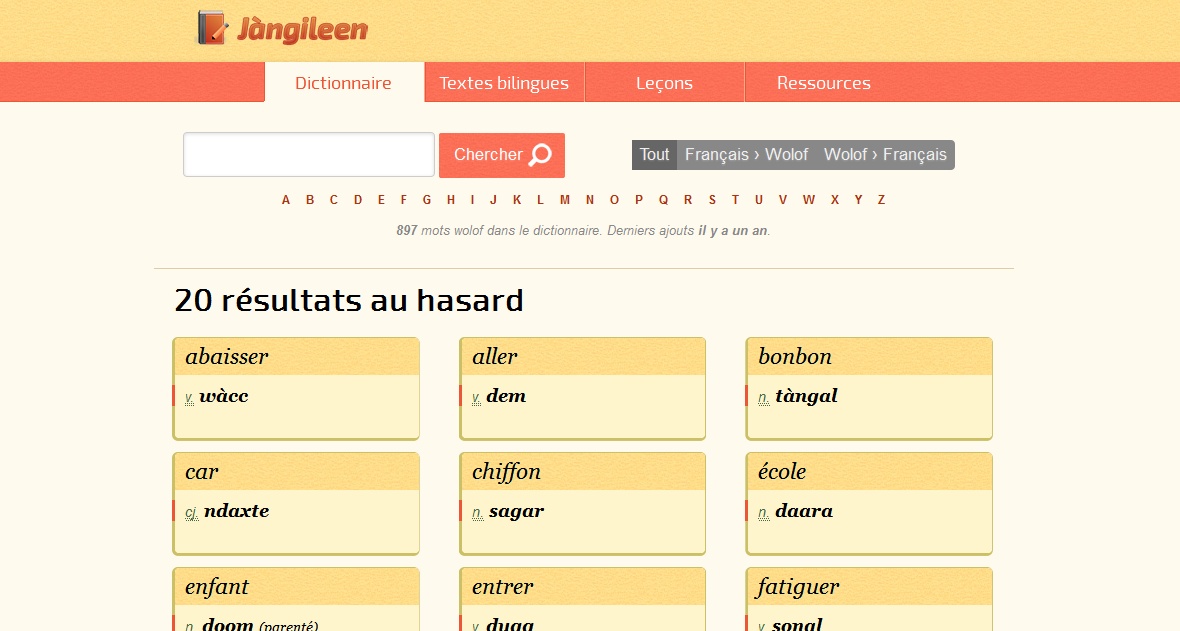 Jàngileen
Dictionnaire Textes bilingues Leçons Ressources
Chercher Tout Français › Wolof Wolof › Français
A B C D E F G H I J K L M N O P Q R S T U V W X Y Z
897 mots wolof dans le dictionnaire. Derniers ajouts il y a un an.
20 résultats au hasard
abaisser aller bonbon
v. wàcc v. dem n. tàngal
car chiffon école
cj. ndaxte n. sagar n. daara
enfant entrer fatiguer
n. doom (parenté) v. dugg v. sonal